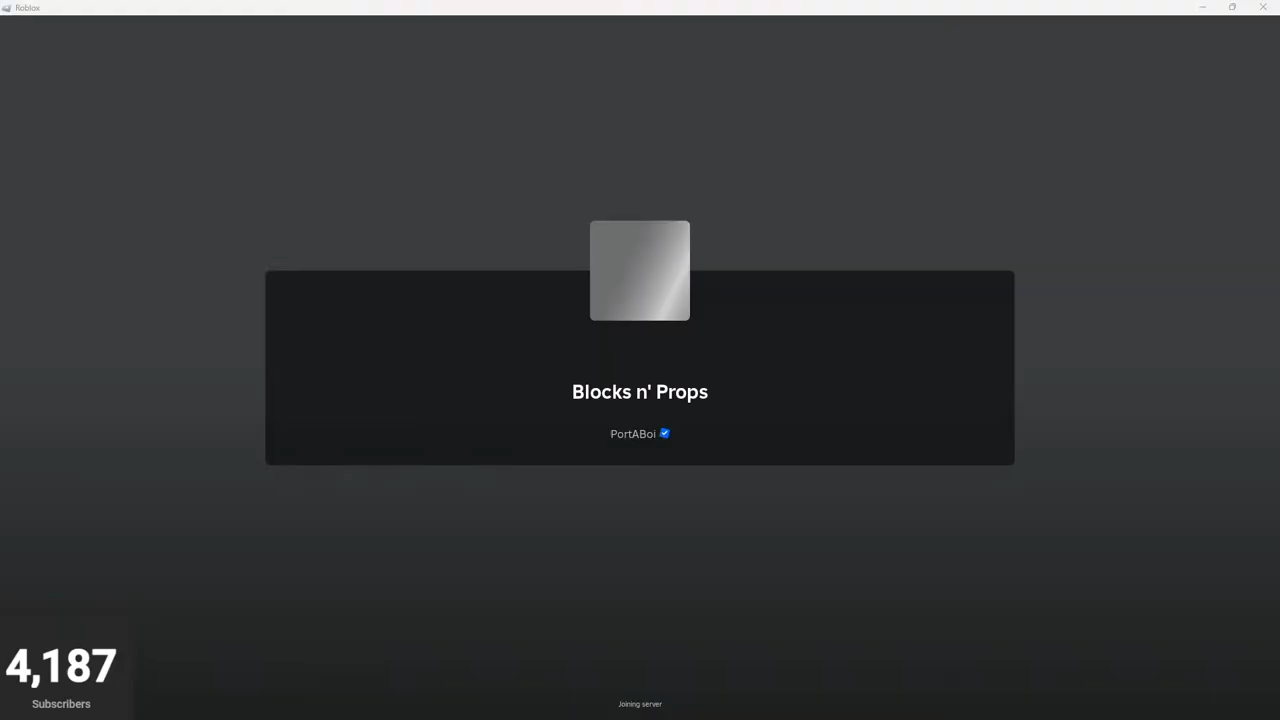 Roblox
Blocks n' Props
PortABoi
4,187
Subscribers
Joining server